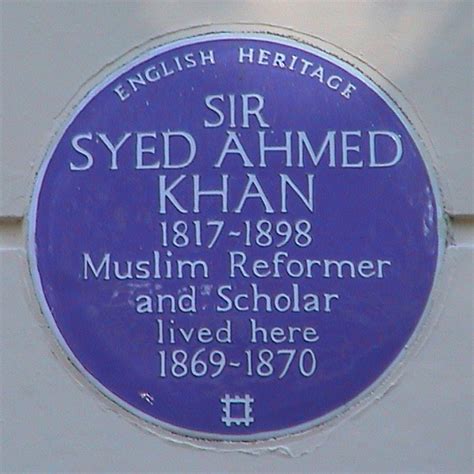 ENGLISH HERITAGE
SIR
SYED AHMED
KHAN
1817-1898
Muslim Reformer
and Scholar
lived here
1869-1870